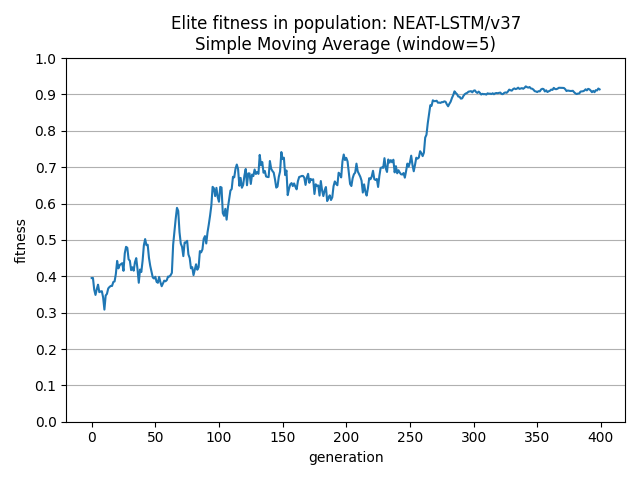 Elite fitness in population: NEAT-LSTM/v37
Simple Moving Average (window=5)
fitness
1.0
0.9
0.8
0.7
0.6
0.5
0.4
0.3
0.2
0.1
0.0
0 50 100 150 200 250 300 350 400
generation